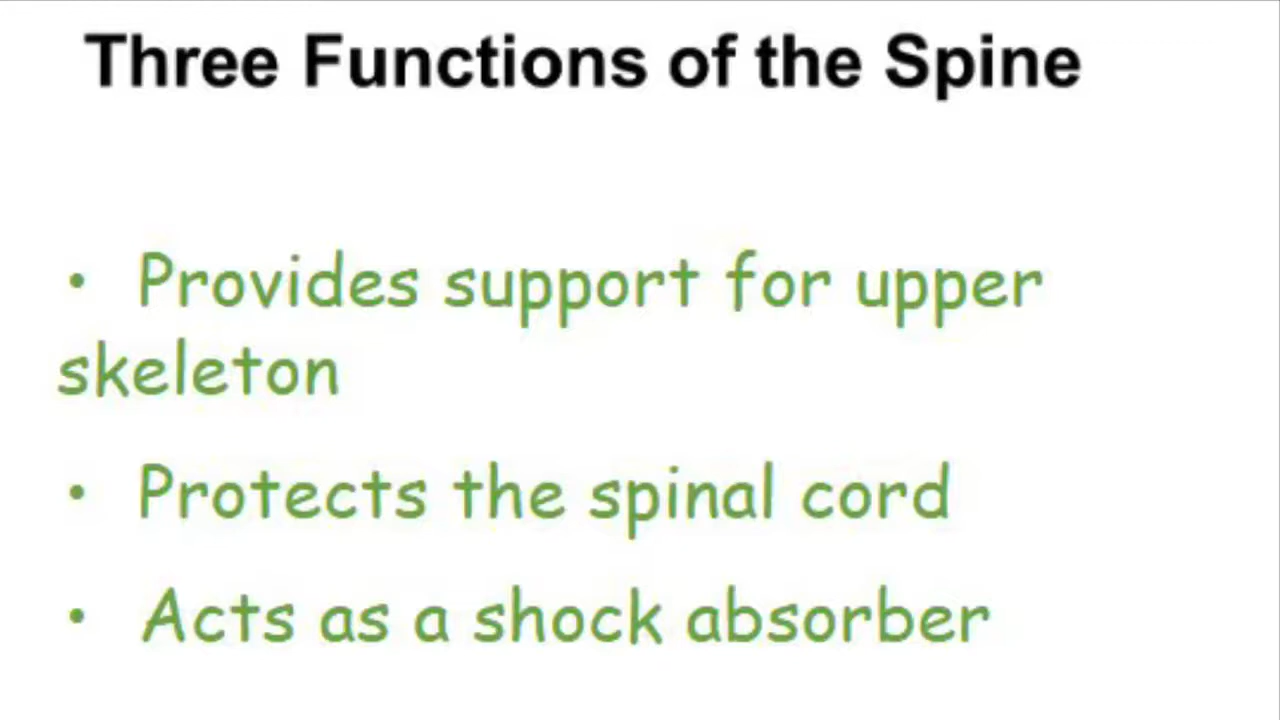 Three Functions of the Spine
• Provides support for upper
skeleton
• Protects the spinal cord
• Acts as a shock absorber